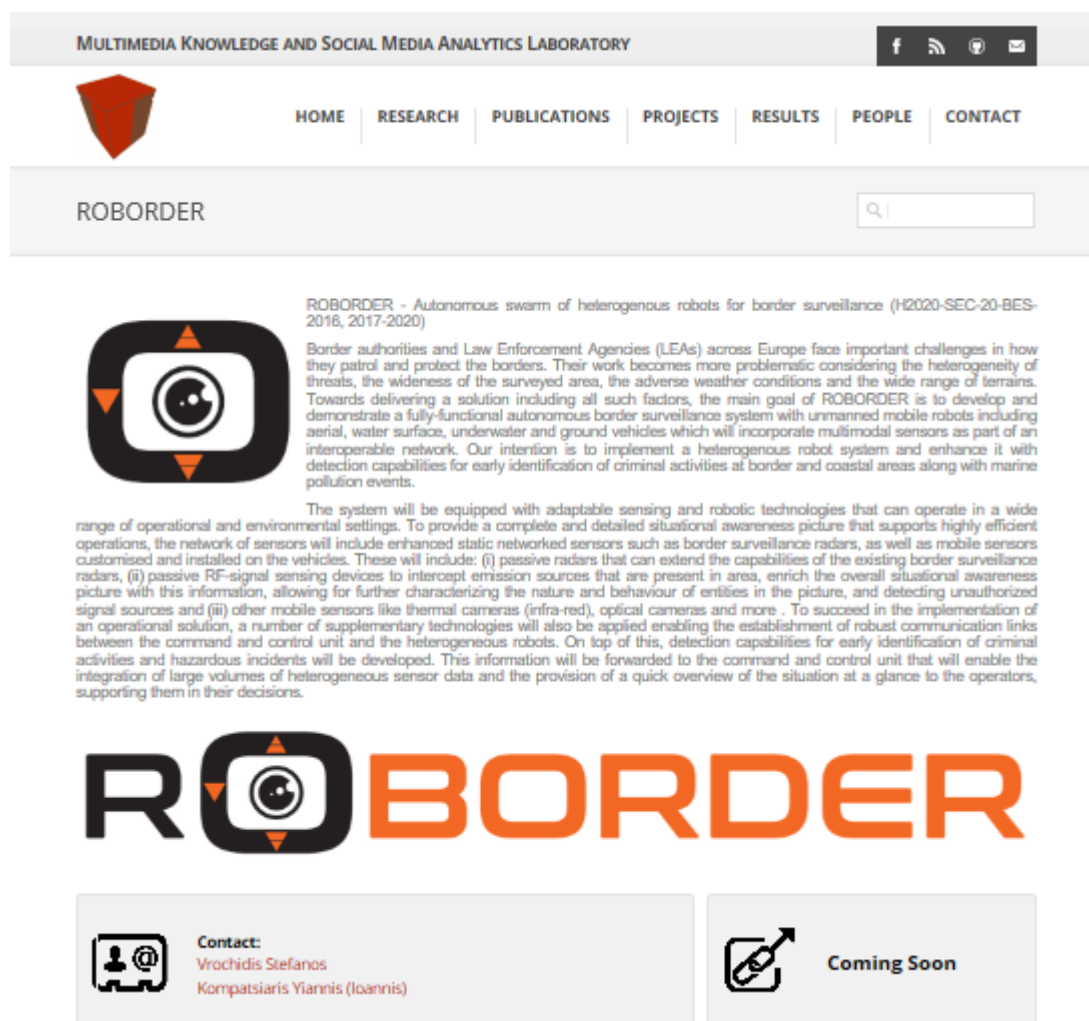 MULTIMEDIA KNOWLEDGE AND SOCIAL MEDIA ANALYTICS LABORATORY
HOME RESEARCH PUBLICATIONS PROJECTS RESULTS PEOPLE CONTACT
ROBORDER
ROBORDER - Autonomous swarm of heterogenous robots for border surveillance (H2020-SEC-20-BES-
2016, 2017-2020)
Border authorities and Law Enforcement Agencies (LEAs) across Europe face important challenges in how
they patrol and protect the borders. Their work becomes more problematic considering the heterogeneity of
threats, the wideness of the surveyed area, the adverse weather conditions and the wide range of terrains.
Towards delivering a solution including all such factors, the main goal of ROBORDER is to develop and
demonstrate a fully-functional autonomous border surveillance system with unmanned mobile robots including
aerial, water surface, underwater and ground vehicles which will incorporate multimodal sensors as part of an
interoperable network. Our intention is to implement a heterogenous robot system and enhance it with
detection capabilities for early identification of criminal activities at border and coastal areas along with marine
pollution events.
The system will be equipped with adaptable sensing and robotic technologies that can operate in a wide
range of operational and environmental settings. To provide a complete and detailed situational awareness picture that supports highly efficient
operations, the network of sensors will include enhanced static networked sensors such as border surveillance radars, as well as mobile sensors
customised and installed on the vehicles. These will include: (i) passive radars that can extend the capabilities of the existing border surveillance
radars, (ii) passive RF-signal sensing devices to intercept emission sources that are present in area, enrich the overall situational awareness
picture with this information, allowing for further characterizing the nature and behaviour of entities in the picture, and detecting unauthorized
signal sources and (iii) other mobile sensors like thermal cameras (infra-red), optical cameras and more . To succeed in the implementation of
an operational solution, a number of supplementary technologies will also be applied enabling the establishment of robust communication links
between the command and control unit and the heterogeneous robots. On top of this, detection capabilities for early identification of criminal
activities and hazardous incidents will be developed. This information will be forwarded to the command and control unit that will enable the
integration of large volumes of heterogeneous sensor data and the provision of a quick overview of the situation at a glance to the operators,
supporting them in their decisions.
ROBORDER
Contact:
Vrochidis Stefanos
Kompatsiaris Yiannis (Ioannis)
Coming Soon